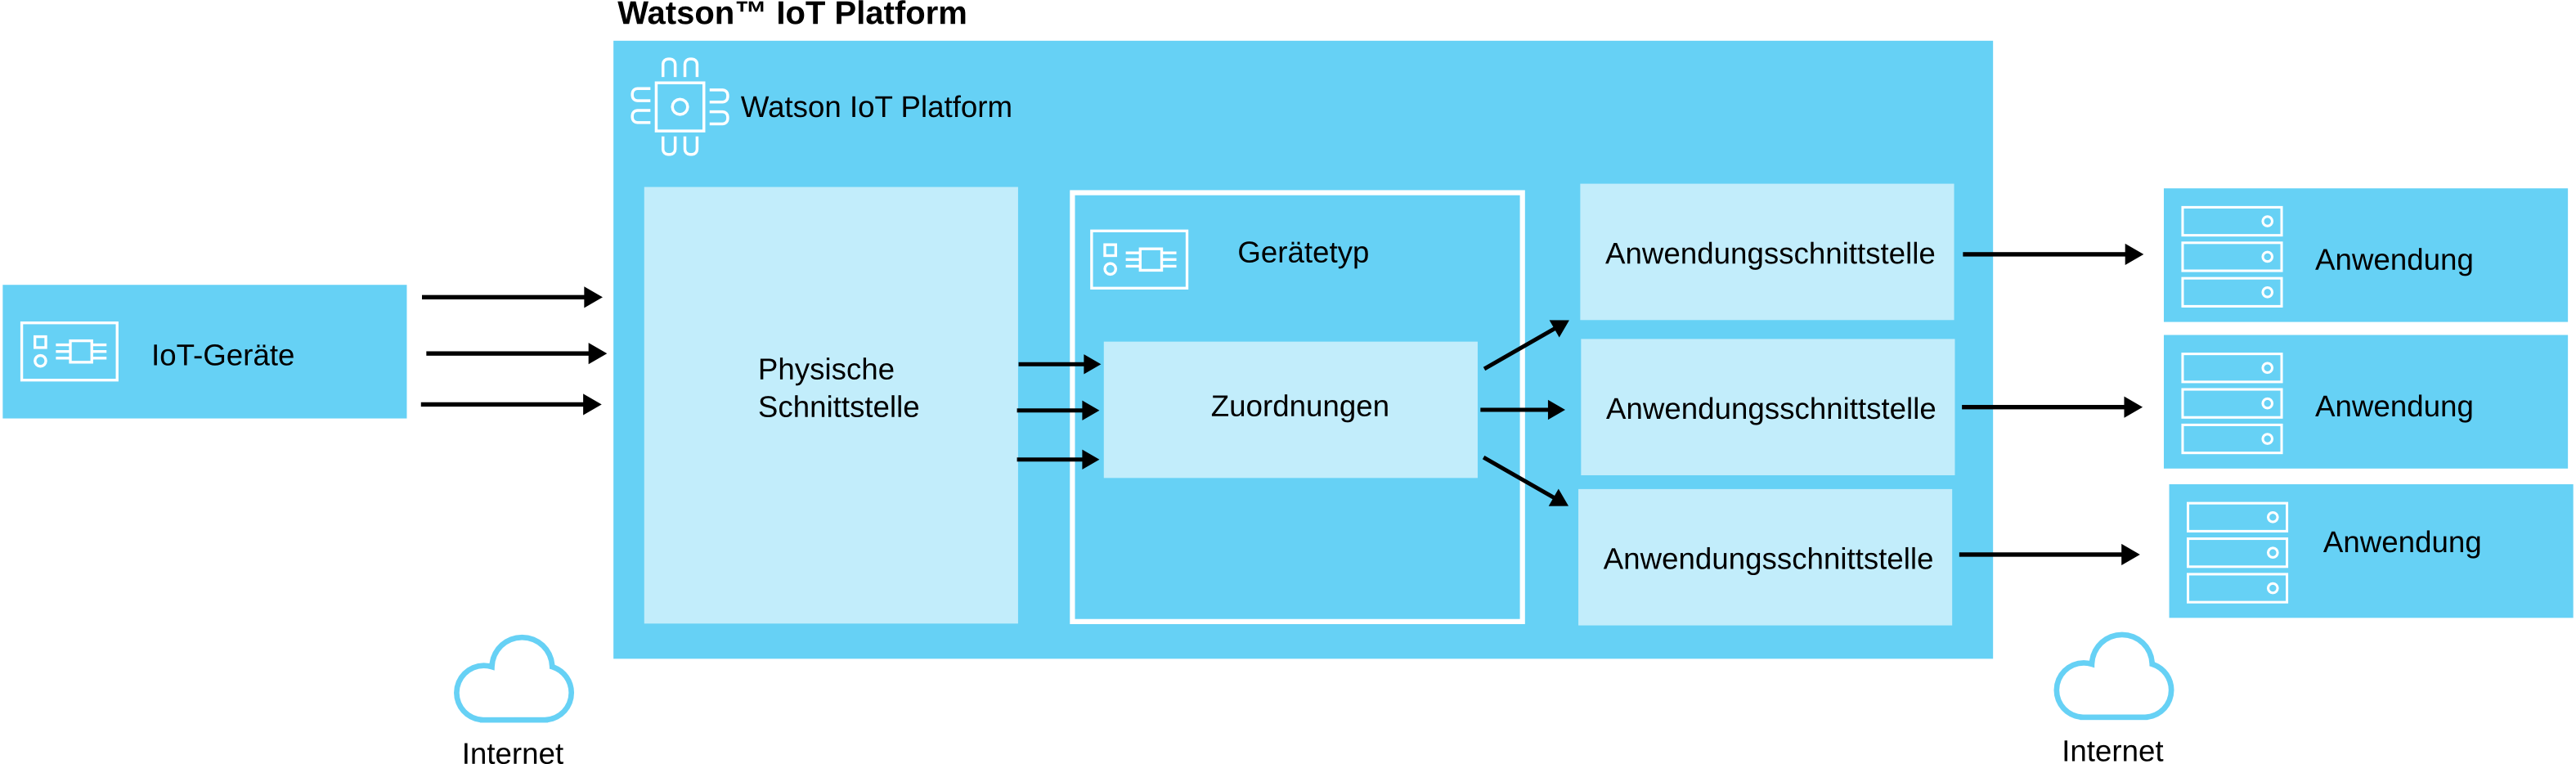 Watson™ IoT Platform
Watson IoT Platform
IoT-Geräte
Physische
Schnittstelle
Gerätetyp
Zuordnungen
Anwendungsschnittstelle
Anwendungsschnittstelle
Anwendungsschnittstelle
Anwendung
Anwendung
Anwendung
Internet
Internet